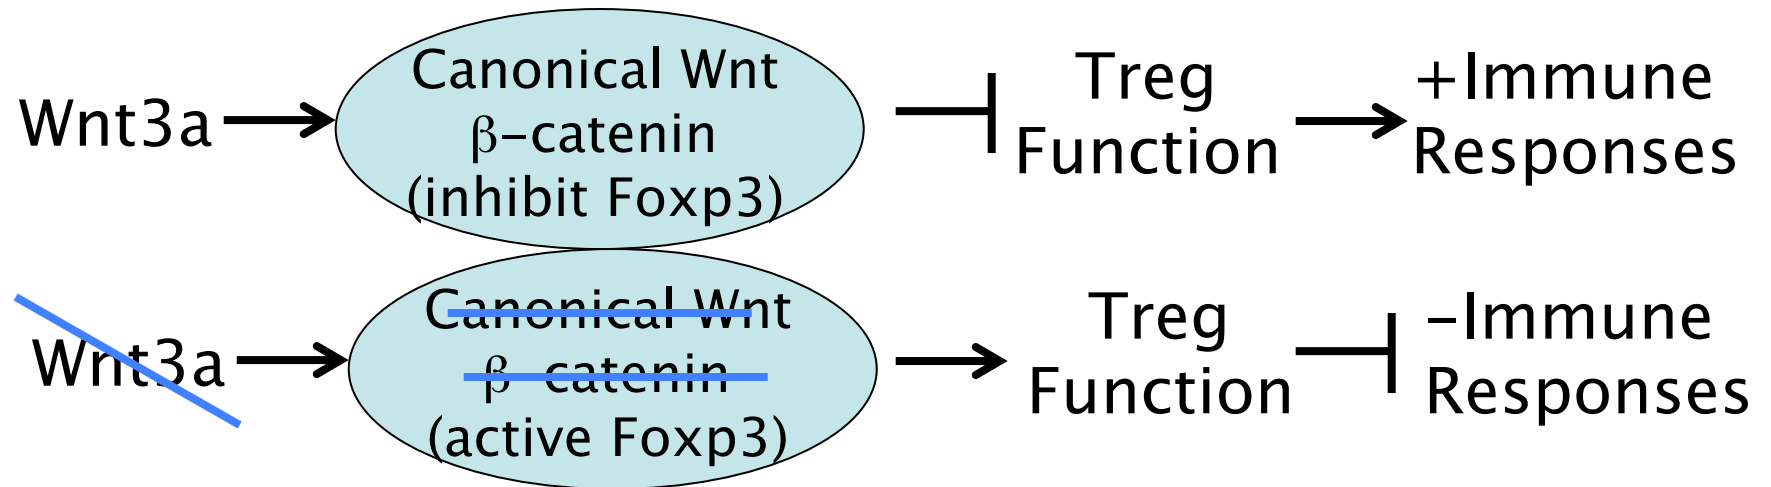 Wnt3a
Canonical Wnt
β-catenin
(inhibit Foxp3)
Treg
Function
+Immune
Responses
Wnt3a
Canonical Wnt
β-catenin
(active Foxp3)
Treg
Function
-Immune
Responses